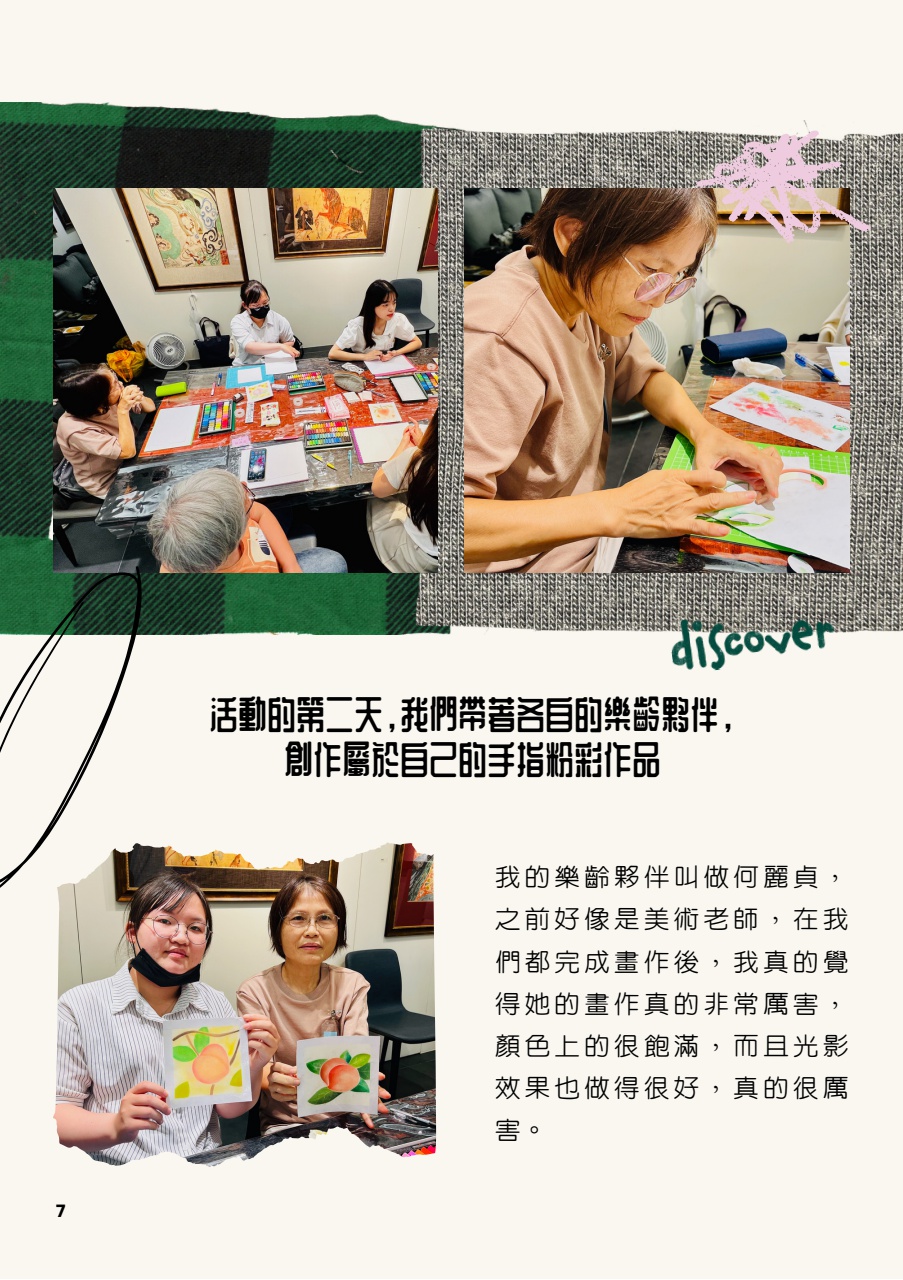 discover
活動的第二天，我們帶著各自的樂齡夥伴，
創作屬於自己的手指粉彩作品
我的樂齡夥伴叫做何麗貞，
之前好像是美術老師，在我
們都完成畫作後，我真的覺
得她的畫作真的非常厲害，
顏色上的很飽滿，而且光影
效果也做得很好，真的很厲
害。
7